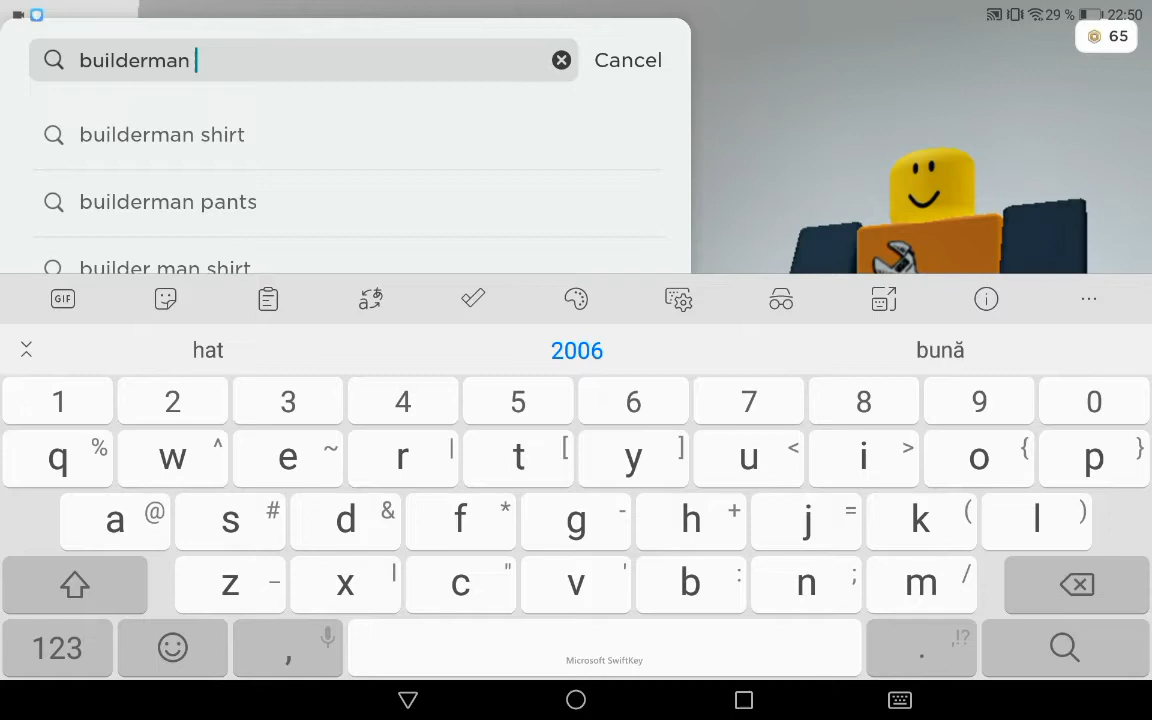 29 % 22:50
65
builderman
Cancel
builderman shirt
builderman pants
builder man shirt
GIF
hat 2006 bună
1 2 3 4 5 6 7 8 9 0
q % w ^ e ~ r | t [ y ] u < i > o { p }
a @ s # d & f * g - h + j = k ( l )
z _ x | c " v ' b : n ; m /
123 , Microsoft SwiftKey . ,!?